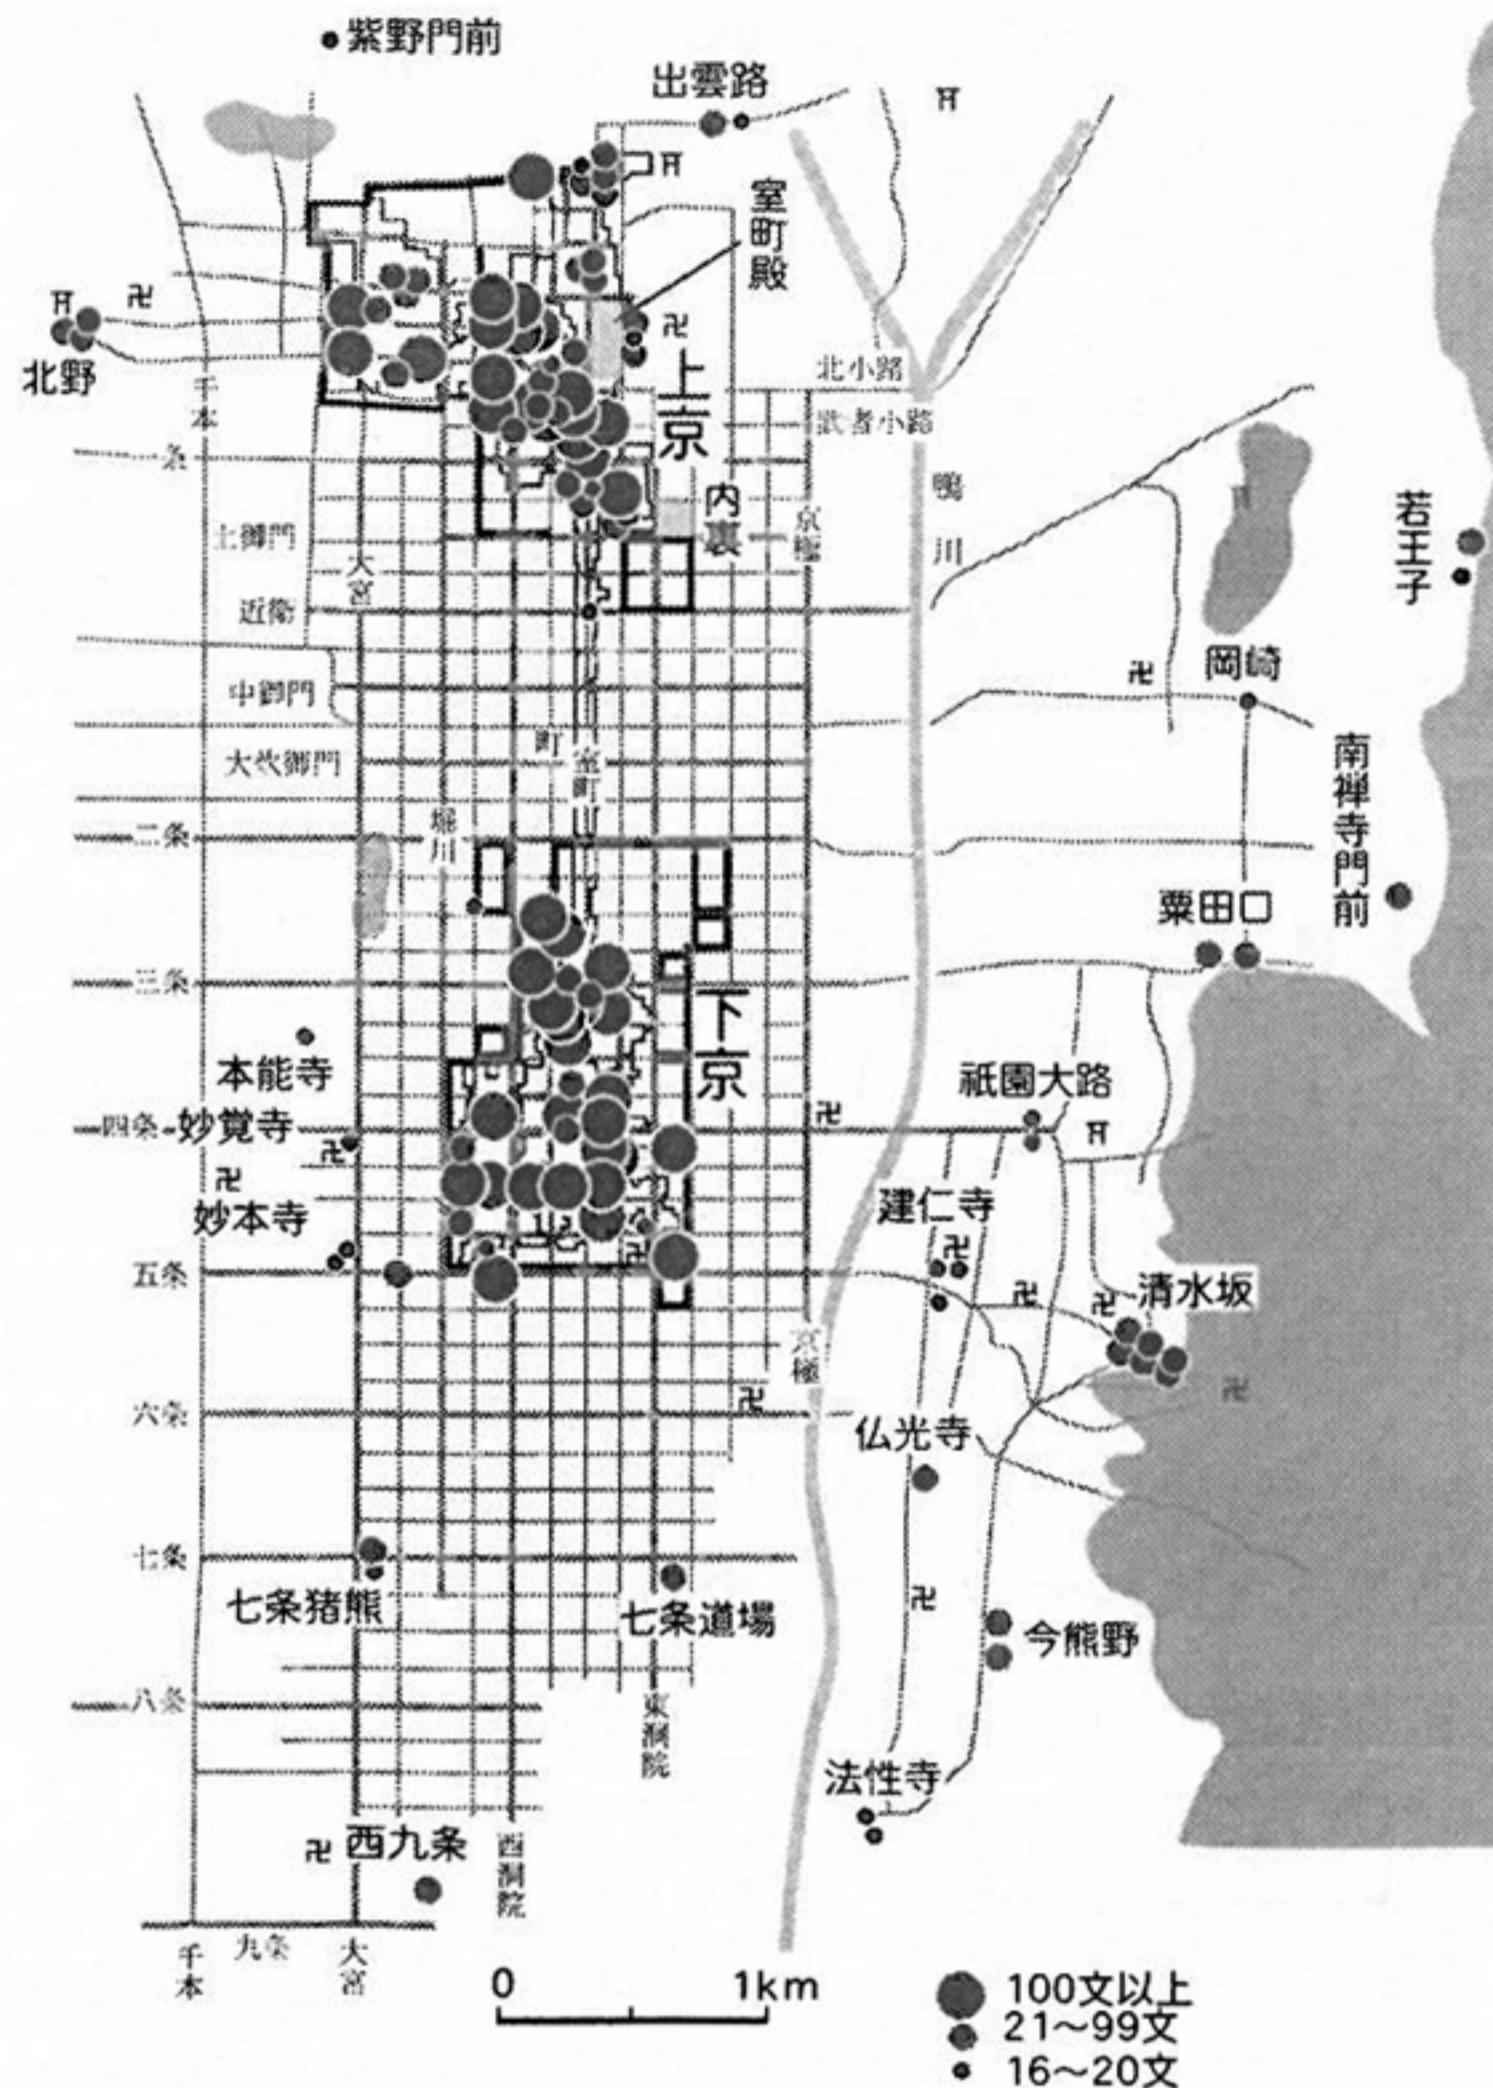 紫野門前
出雲路
室町殿
北野
千本
上京
北小路
武者小路
一条
内裏
京極
鴨川
若王子
土御門
大宮
近衛
岡崎
中御門
大炊御門
町
室町
南禅寺門前
堀川
二条
粟田口
三条
下京
本能寺
祇園大路
四条
妙覚寺
建仁寺
妙本寺
五条
清水坂
京極
六条
仏光寺
七条
七条猪熊
七条道場
今熊野
八条
東洞院
法性寺
西九条
西洞院
九条
千本
大宮
0 1km
100文以上
21〜99文
16〜20文